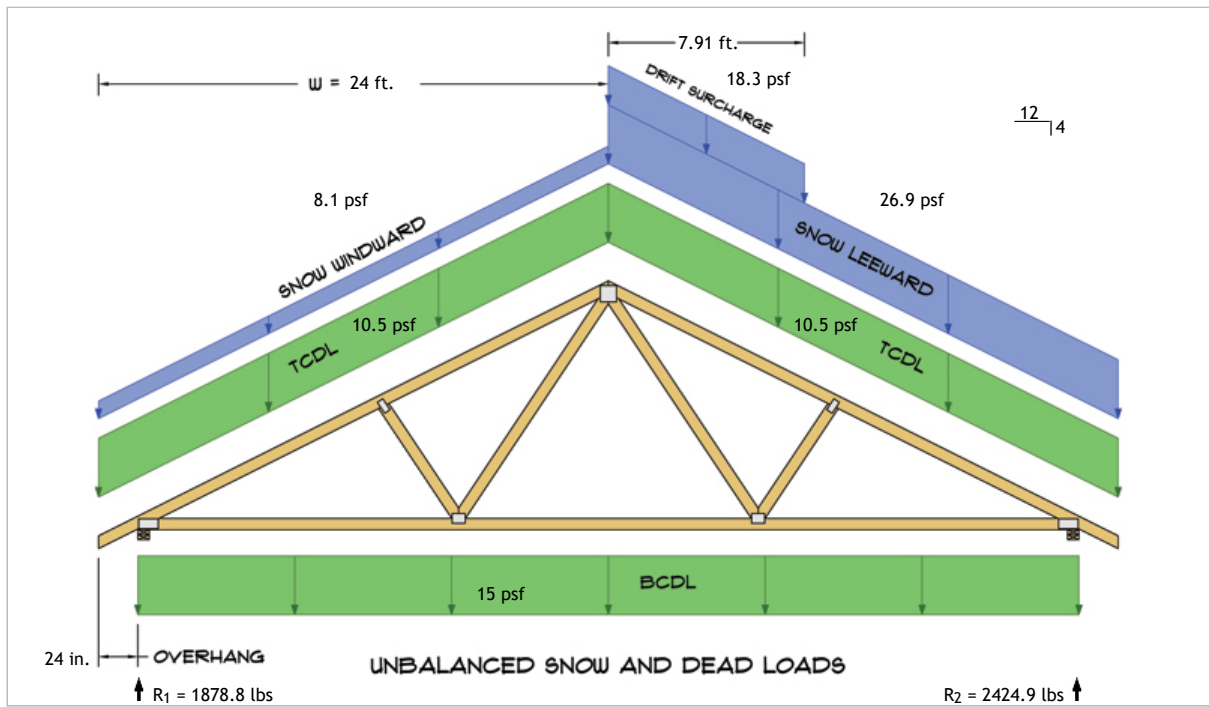 7.91 ft.
W = 24 ft.
DRIFT SURCHARGE
18.3 psf
12
4
8.1 psf
26.9 psf
SNOW WINDWARD
SNOW LEEWARD
10.5 psf
10.5 psf
TCDL
TCDL
15 psf
BCDL
24 in.
OVERHANG
UNBALANCED SNOW AND DEAD LOADS
R1 = 1878.8 lbs
R2 = 2424.9 lbs